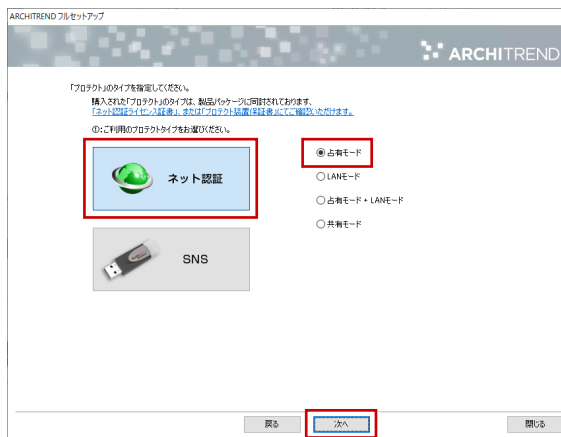 ARCHITREND フルセットアップ
ARCHITREND
「プロテクト」のタイプを指定してください。
購入された「プロテクト」のタイプは、製品パッケージに同封されております、
「ネット認証ライセンス証書」、または「プロテクト装置保証書」にてご確認いただけます。
①:ご利用のプロテクトタイプをお選びください。
ネット認証
占有モード
LANモード
占有モード + LANモード
共有モード
SNS
戻る
次へ
閉じる